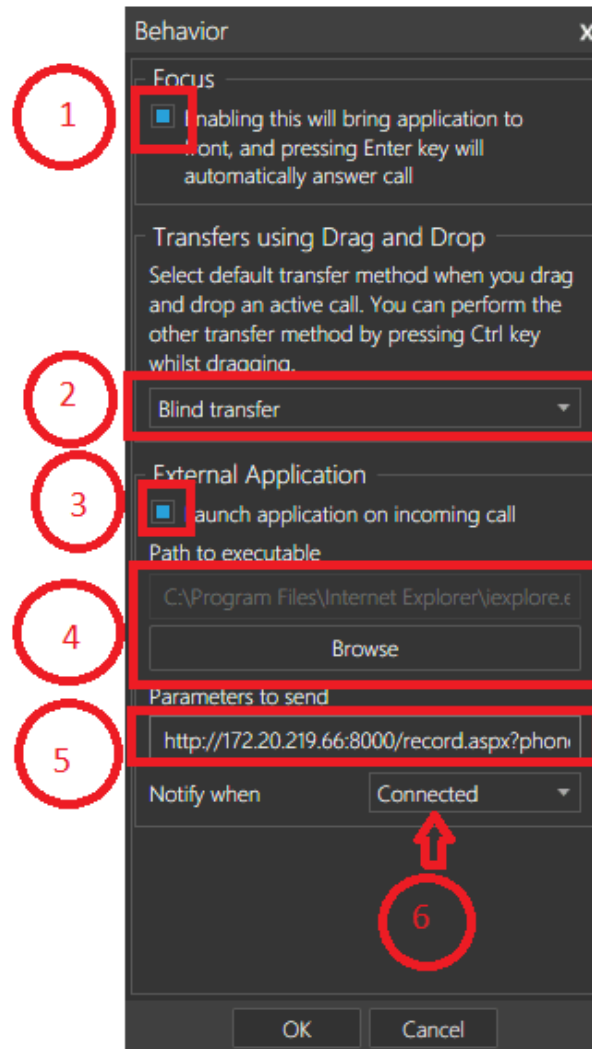 Behavior
x
Focus
1
Enabling this will bring application to
front, and pressing Enter key will
automatically answer call
Transfers using Drag and Drop
Select default transfer method when you drag
and drop an active call. You can perform the
other transfer method by pressing Ctrl key
whilst dragging.
2
Blind transfer
External Application
3
Launch application on incoming call
Path to executable
C:\Program Files\Internet Explorer\iexplore.e
4
Browse
Parameters to send
5
http://172.20.219.66:8000/record.aspx?phon
Notify when
Connected
6
OK
Cancel